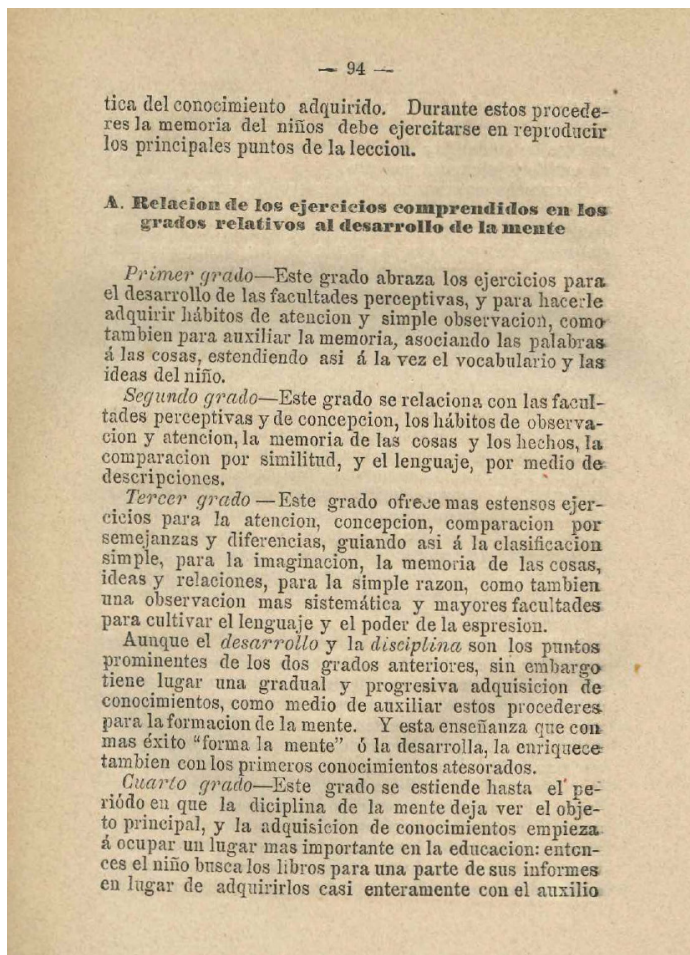 — 94 —
tica del conocimiento adquirido. Durante estos procede-
res la memoria del niños debe ejercitarse en reproducir
los principales puntos de la leccion.
A. Relacion de los ejercicios comprendidos en los
grados relativos al desarrollo de la mente
Primer grado—Este grado abraza los ejercicios para
el desarrollo de las facultades perceptivas, y para hacerle
adquirir hábitos de atencion y simple observacion, como
tambien para auxiliar la memoria, asociando las palabras
á las cosas, estendiendo asi á la vez el vocabulario y las
ideas del niño.
Segundo grado—Este grado se relaciona con las facul-
tades perceptivas y de concepcion, los hábitos de observa-
cion y atencion, la memoria de las cosas y los hechos, la
comparacion por similitud, y el lenguaje, por medio de
descripciones.
Tercer grado—Este grado ofrece mas estensos ejer-
cicios para la atencion, concepcion, comparacion por
semejanzas y diferencias, guiando asi á la clasificacion
simple, para la imaginacion, la memoria de las cosas,
ideas y relaciones, para la simple razon, como tambien
una observacion mas sistemática y mayores facultades
para cultivar el lenguaje y el poder de la espresion.
Aunque el desarrollo y la disciplina son los puntos
prominentes de los dos grados anteriores, sin embargo
tiene lugar una gradual y progresiva adquisicion de
conocimientos, como medio de auxiliar estos procederes
para la formacion de la mente. Y esta enseñanza que con
mas éxito "forma la mente" ó la desarrolla, la enriquece
tambien con los primeros conocimientos atesorados.
Cuarto grado—Este grado se estiende hasta el pe-
riódo en que la diciplina de la mente deja ver el obje-
to principal, y la adquisicion de conocimientos empieza
á ocupar un lugar mas importante en la educacion: enton-
ces el niño busca los libros para una parte de sus informes
en lugar de adquirirlos casi enteramente con el auxilio